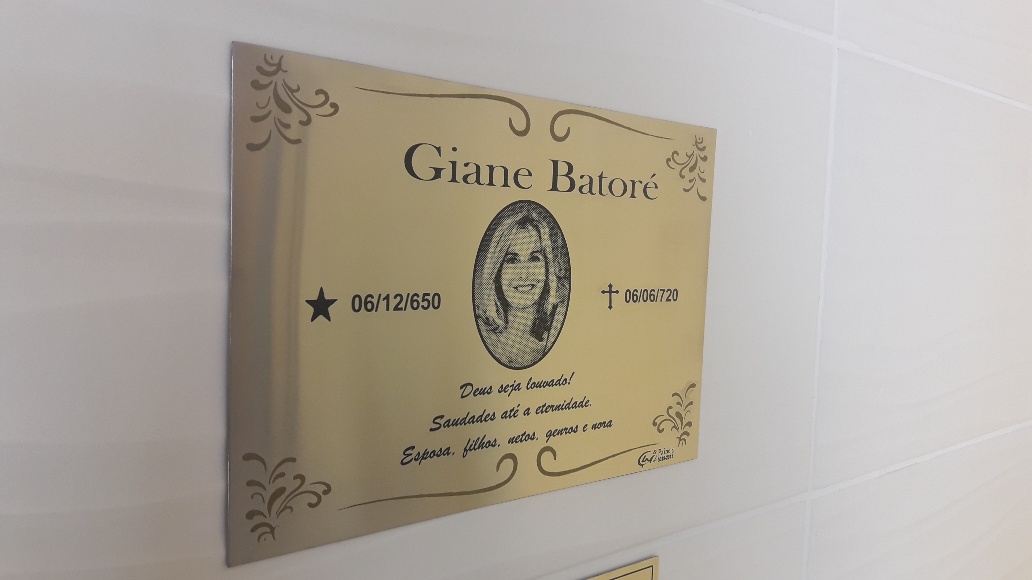 Giane Batoré
06/12/650
06/06/720
Deus seja louvado!
Saudades até a eternidade.
Esposa, filhos, netos, genros e nora